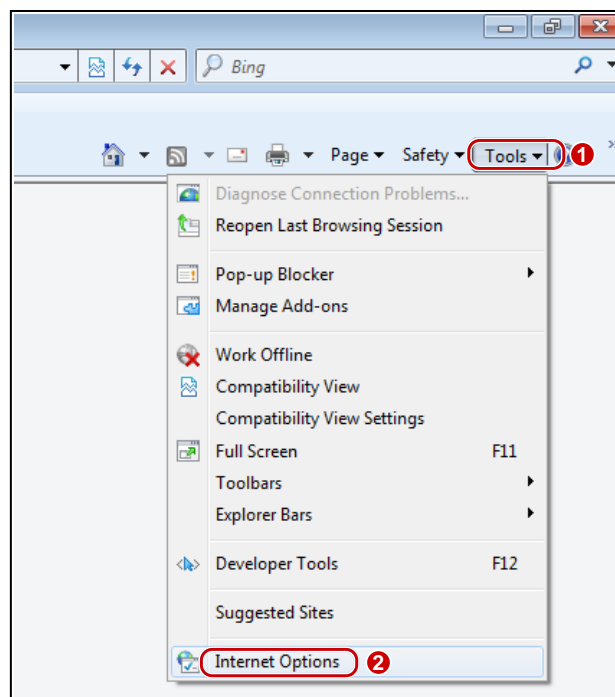 Bing
Page Safety Tools 1
Diagnose Connection Problems...
Reopen Last Browsing Session
Pop-up Blocker
Manage Add-ons
Work Offline
Compatibility View
Compatibility View Settings
Full Screen F11
Toolbars
Explorer Bars
Developer Tools F12
Suggested Sites
Internet Options 2